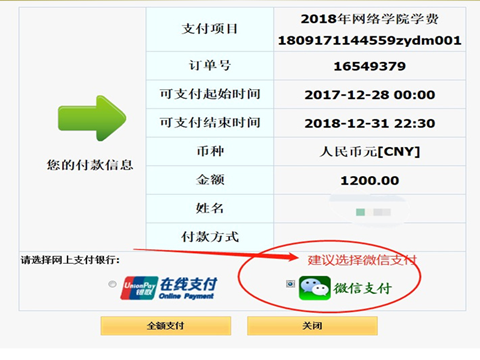 支付项目
2018年网络学院学费
1809171144559zydm001
订单号
16549379
可支付起始时间
2017-12-28 00:00
可支付结束时间
2018-12-31 22:30
您的付款信息
币种
人民币元[CNY]
金额
1200.00
姓名
付款方式
请选择网上支付银行：
建议选择微信支付
UnionPay
银联
在线支付
Online Payment
微信支付
全额支付
关闭